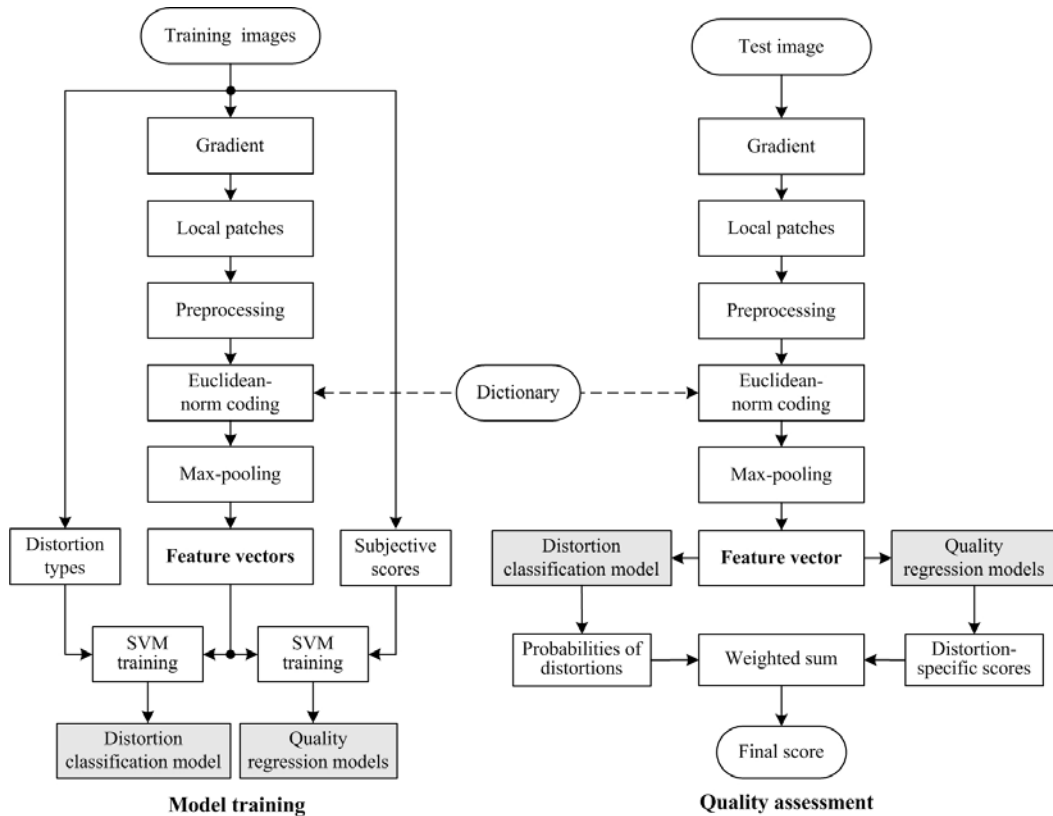 Training images
Gradient
Local patches
Preprocessing
Euclidean-
norm coding
Max-pooling
Distortion
types
Feature vectors
Subjective
scores
SVM
training
SVM
training
Distortion
classification model
Quality
regression models
Model training
Dictionary
Test image
Gradient
Local patches
Preprocessing
Euclidean-
norm coding
Max-pooling
Distortion
classification model
Feature vector
Quality
regression models
Probabilities of
distortions
Weighted sum
Distortion-
specific scores
Final score
Quality assessment